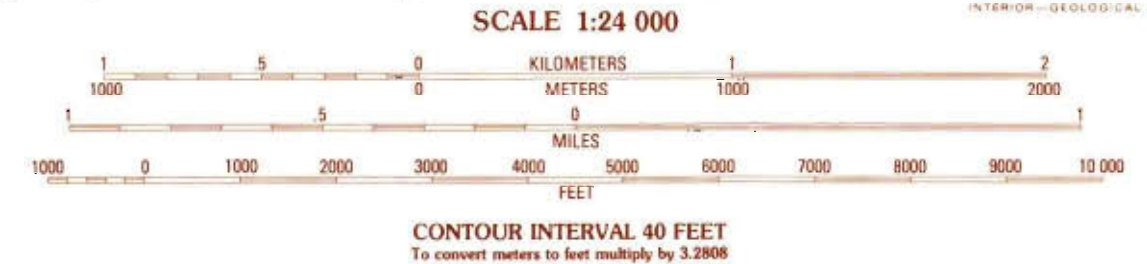 INTERIOR—GEOLOGICAL
SCALE 1:24 000
1 .5 0 KILOMETERS 1 2
1000 0 METERS 1000 2000
1 .5 0 1
MILES
1000 0 1000 2000 3000 4000 5000 6000 7000 8000 9000 10 000
FEET
CONTOUR INTERVAL 40 FEET
To convert meters to feet multiply by 3.2808